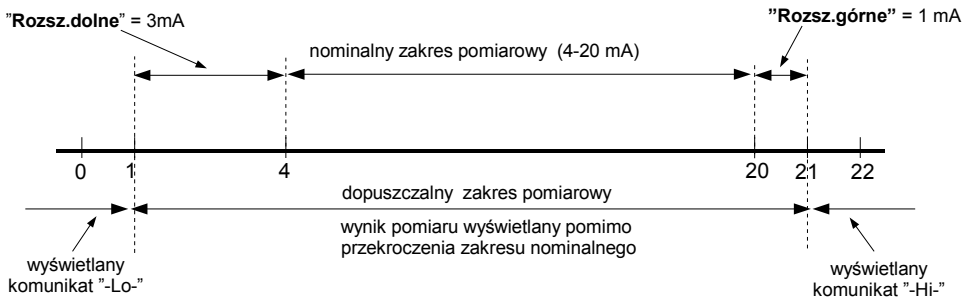 "Rozsz.dolne" = 3mA
"Rozsz.górne" = 1 mA
nominalny zakres pomiarowy (4-20 mA)
0 1 4 20 21 22
dopuszczalny zakres pomiarowy
wynik pomiaru wyświetlany pomimo
przekroczenia zakresu nominalnego
wyświetlany
komunikat "-Lo-"
wyświetlany
komunikat "-Hi-"